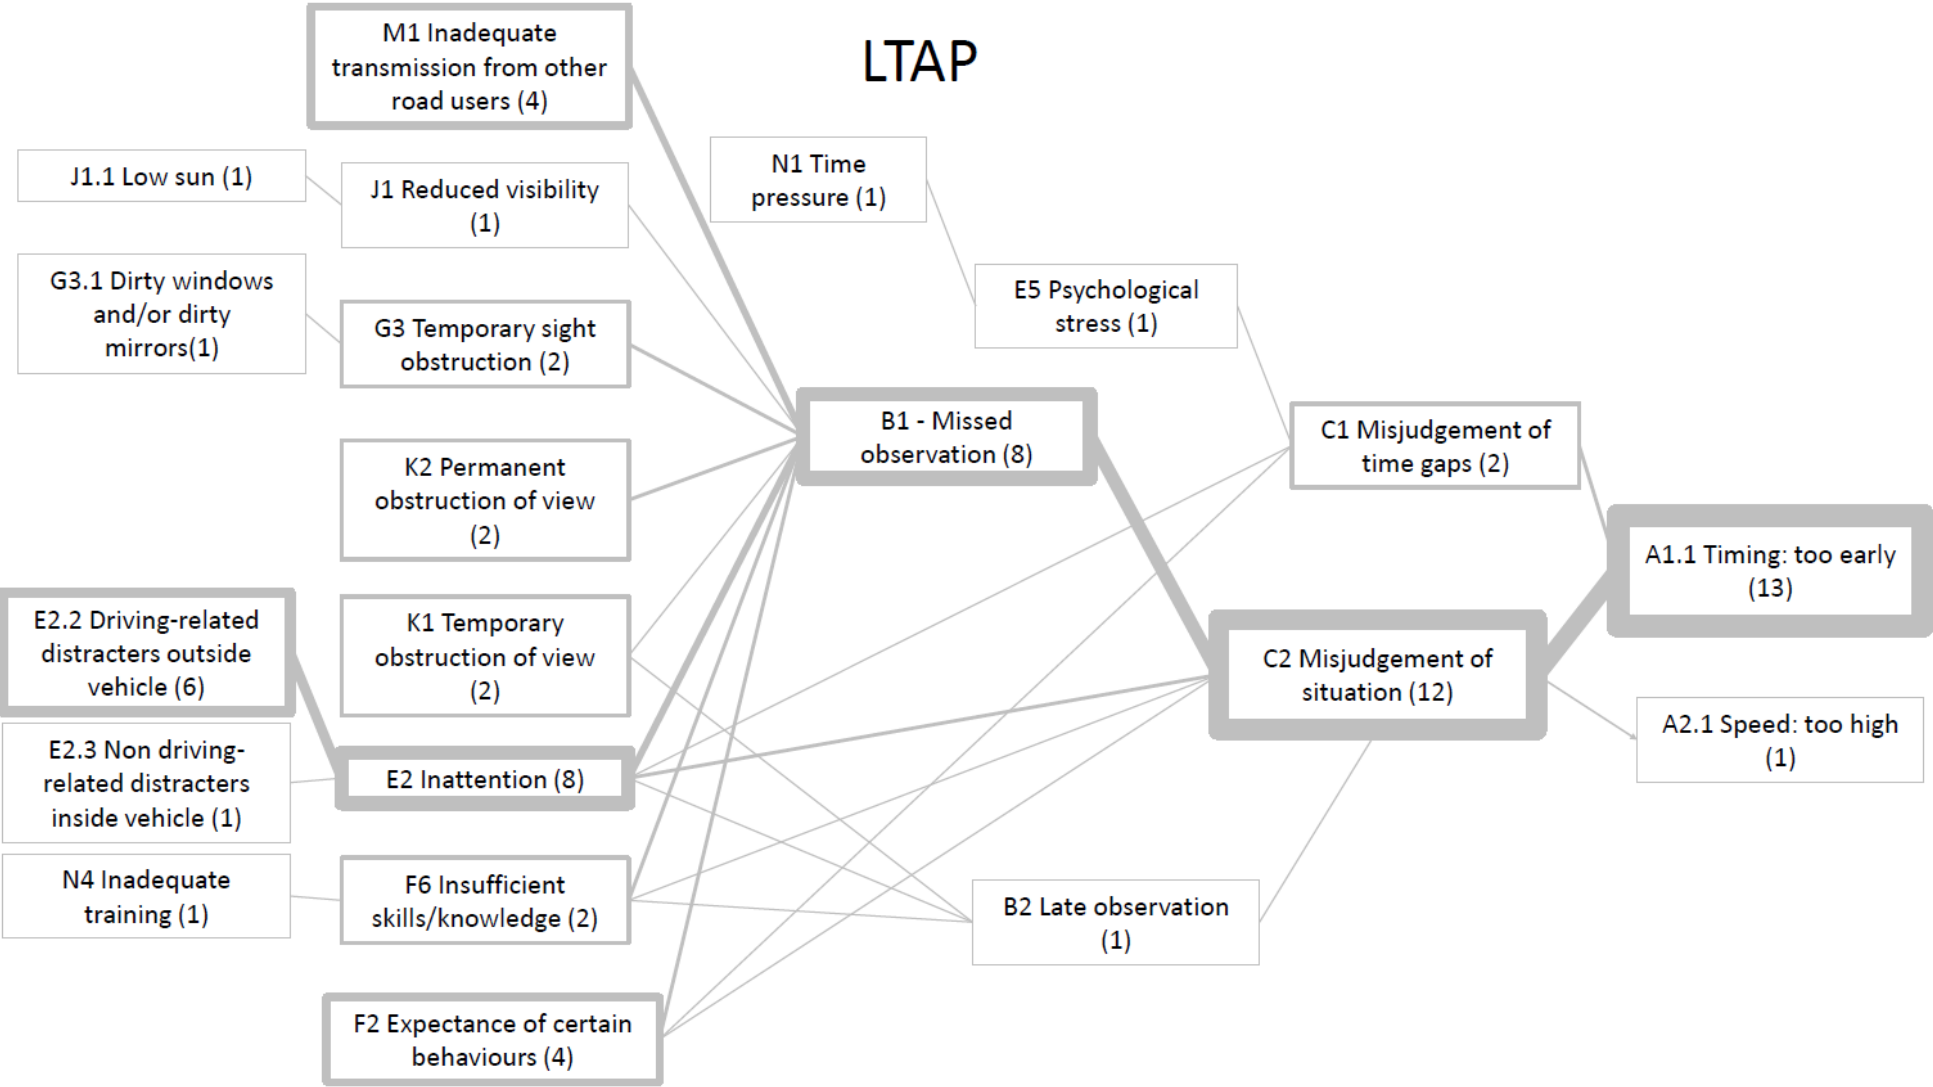 LTAP
M1 Inadequate
transmission from other
road users (4)
J1.1 Low sun (1)
J1 Reduced visibility
(1)
N1 Time
pressure (1)
G3.1 Dirty windows
and/or dirty
mirrors(1)
G3 Temporary sight
obstruction (2)
E5 Psychological
stress (1)
B1 - Missed
observation (8)
C1 Misjudgement of
time gaps (2)
K2 Permanent
obstruction of view
(2)
A1.1 Timing: too early
(13)
E2.2 Driving-related
distracters outside
vehicle (6)
K1 Temporary
obstruction of view
(2)
C2 Misjudgement of
situation (12)
A2.1 Speed: too high
(1)
E2.3 Non driving-
related distracters
inside vehicle (1)
E2 Inattention (8)
N4 Inadequate
training (1)
F6 Insufficient
skills/knowledge (2)
B2 Late observation
(1)
F2 Expectance of certain
behaviours (4)